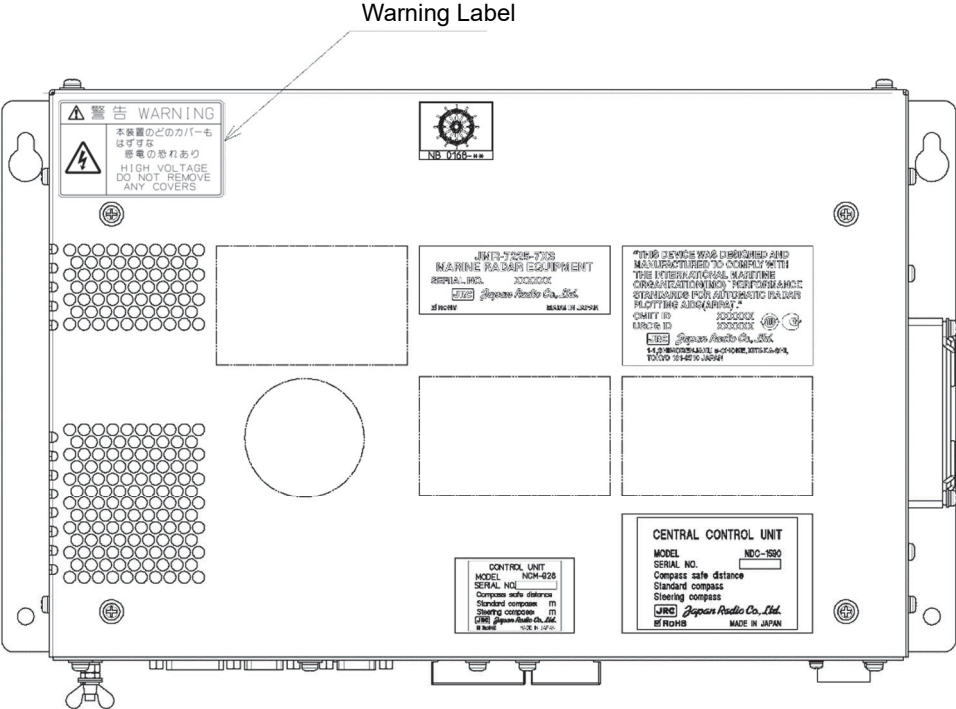 Warning Label
警告 WARNING
本装置のどのカバーも
はずすな
感電の恐れあり
HIGH VOLTAGE
DO NOT REMOVE
ANY COVERS
NB 0168-**
MARINE RADAR EQUIPMENT
SERIAL NO. XXXXXX
JRC Japan Radio Co., Ltd.
RoHS MADE IN JAPAN
"THIS DEVICE WAS DESIGNED AND
MANUFACTURED TO COMPLY WITH
THE INTERNATIONAL MARITIME
ORGANIZATION(IMO) PERFORMANCE
STANDARDS FOR AUTOMATIC RADAR
PLOTTING AIDS(ARPA)."
ID XXXXXX
USCG ID XXXXXX
JRC Japan Radio Co., Ltd.
TOKYO JAPAN
CONTROL UNIT
MODEL
SERIAL NO.
Compass safe distance
Standard compass m
Steering compass m
JRC Japan Radio Co., Ltd.
RoHS MADE IN JAPAN
CENTRAL CONTROL UNIT
MODEL NDC-1590
SERIAL NO.
Compass safe distance
Standard compass
Steering compass
JRC Japan Radio Co., Ltd.
RoHS MADE IN JAPAN